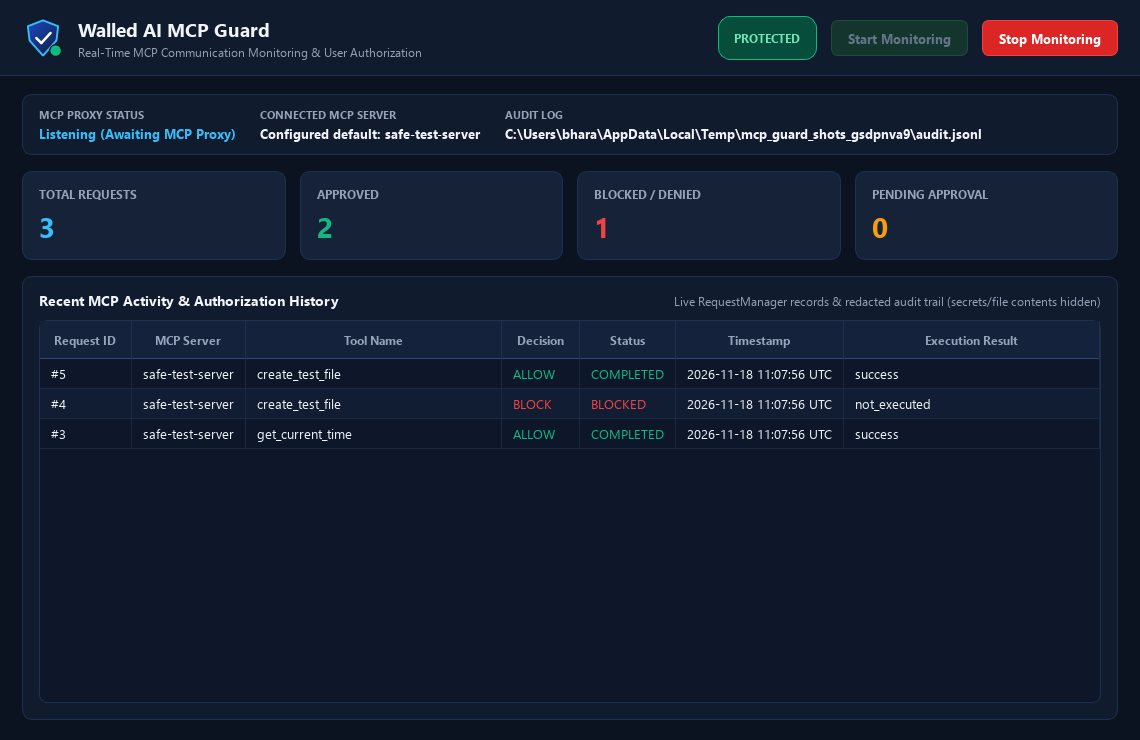 Walled AI MCP Guard
Real-Time MCP Communication Monitoring & User Authorization
PROTECTED
Start Monitoring
Stop Monitoring
MCP PROXY STATUS
Listening (Awaiting MCP Proxy)
CONNECTED MCP SERVER
Configured default: safe-test-server
AUDIT LOG
C:\Users\bhara\AppData\Local\Temp\mcp_guard_shots_gsdpnva9\audit.jsonl
TOTAL REQUESTS
3
APPROVED
2
BLOCKED / DENIED
1
PENDING APPROVAL
0
Recent MCP Activity & Authorization History
Live RequestManager records & redacted audit trail (secrets/file contents hidden)
Request ID MCP Server Tool Name Decision Status Timestamp Execution Result
#5 safe-test-server create_test_file ALLOW COMPLETED 2026-11-18 11:07:56 UTC success
#4 safe-test-server create_test_file BLOCK BLOCKED 2026-11-18 11:07:56 UTC not_executed
#3 safe-test-server get_current_time ALLOW COMPLETED 2026-11-18 11:07:56 UTC success